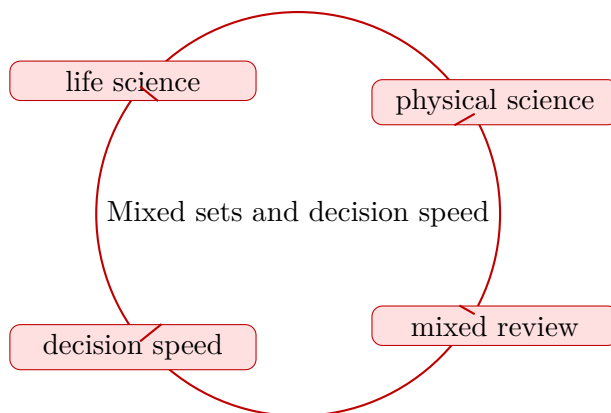 life science
physical science
Mixed sets and decision speed
decision speed
mixed review